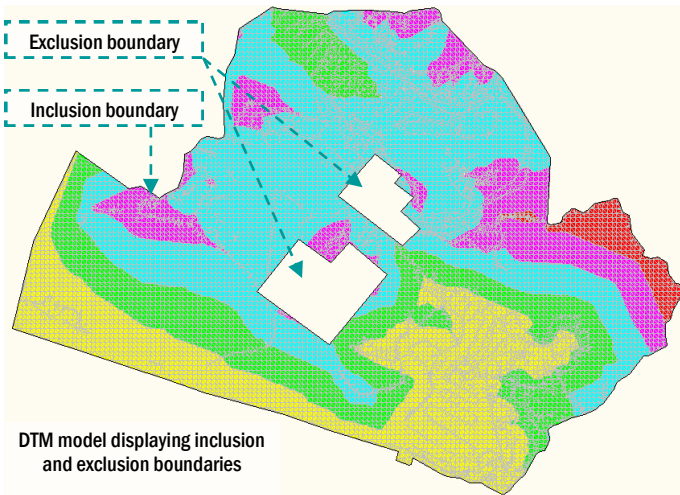 Exclusion boundary
Inclusion boundary
DTM model displaying inclusion
and exclusion boundaries